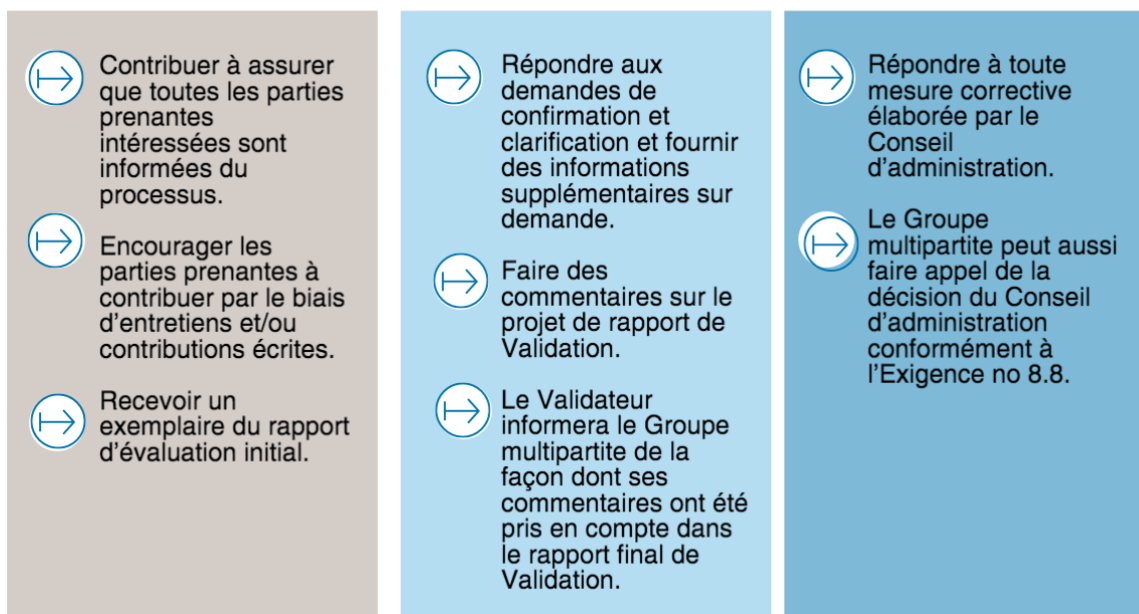 Contribuer à assurer
que toutes les parties
prenantes
intéressées sont
informées du
processus.
Encourager les
parties prenantes à
contribuer par le biais
d’entretiens et/ou
contributions écrites.
Recevoir un
exemplaire du rapport
d’évaluation initial.
Répondre aux
demandes de
confirmation et
clarification et fournir
des informations
supplémentaires sur
demande.
Faire des
commentaires sur le
projet de rapport de
Validation.
Le Validateur
informera le Groupe
multipartite de la
façon dont ses
commentaires ont été
pris en compte dans
le rapport final de
Validation.
Répondre à toute
mesure corrective
élaborée par le
Conseil
d’administration.
Le Groupe
multipartite peut aussi
faire appel de la
décision du Conseil
d’administration
conformément à
l’Exigence no 8.8.